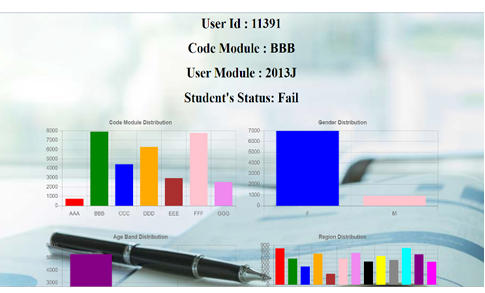 User Id : 11391
Code Module : BBB
User Module : 2013J
Student's Status: Fail
Code Module Distribution
8000
7000
6000
5000
4000
3000
2000
1000
0
AAA BBB CCC DDD EEE FFF GGG
Gender Distribution
7000
6000
5000
4000
3000
2000
1000
0
F M
Age Band Distribution
5000
Region Distribution